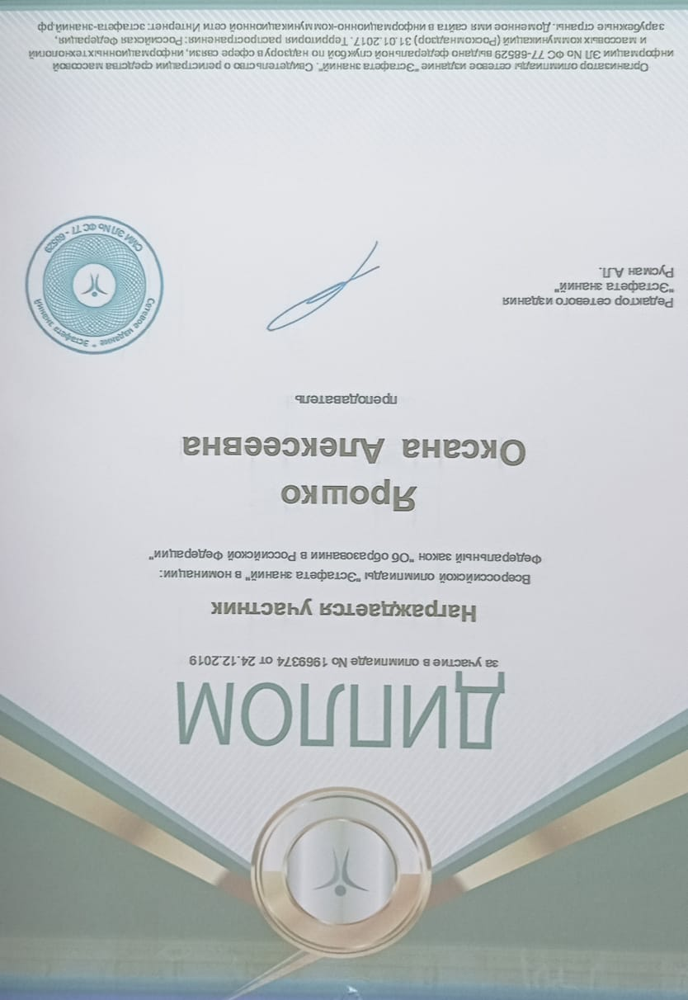 ДИПЛОМ
за участие в олимпиаде No 1969374 от 24.12.2019
Награждается участник
Всероссийской олимпиады "Эстафета знаний" в номинации:
Федеральный закон "Об образовании в Российской Федерации"
Ярошко
Оксана Алексеевна
преподаватель
Редактор сетевого издания
"Эстафета знаний"
Русман А.Л.
Сетевое издание * Эстафета знаний
СМИ ЭЛ № ФС 77 - 68529
Организатор олимпиады сетевое издание "Эстафета знаний". Свидетельство о регистрации средства массовой
информации ЭЛ No ФС 77-68529 выдано федеральной службой по надзору в сфере связи, информационных технологий
и массовых коммуникаций (Роскомнадзор) 31.01.2017. Территория распространения: Российская Федерация,
зарубежные страны. Доменное имя сайта в информационно-коммуникационной сети Интернет: эстафета-знаний.рф